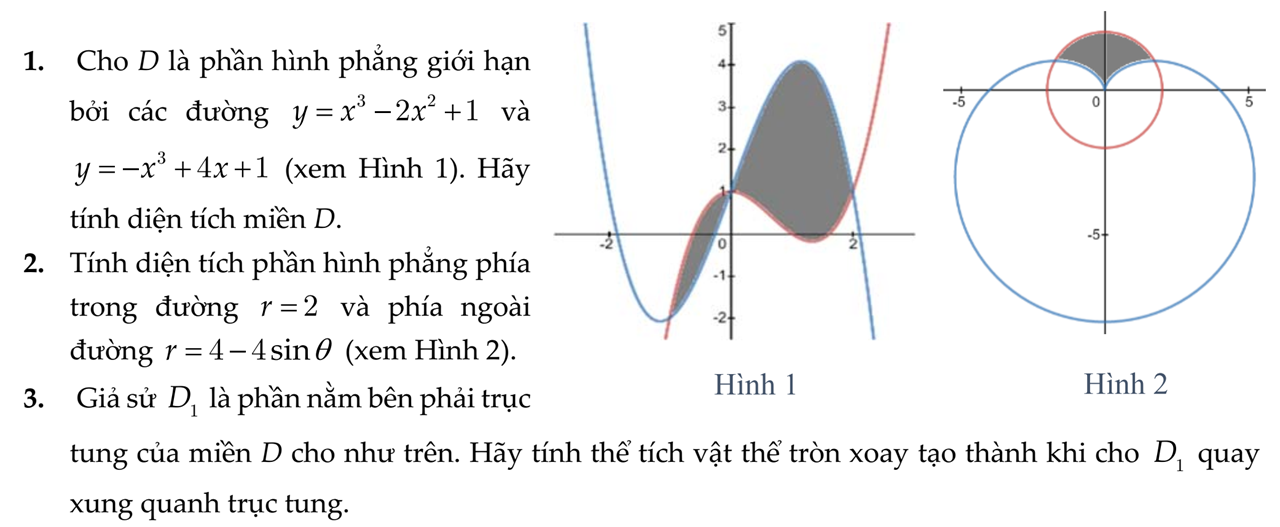 1. Cho D là phần hình phẳng giới hạn
bởi các đường y = x³ – 2x² + 1 và
y = –x³ + 4x + 1 (xem Hình 1). Hãy
tính diện tích miền D.
2. Tính diện tích phần hình phẳng phía
trong đường r = 2 và phía ngoài
đường r = 4 – 4 sin θ (xem Hình 2).
3. Giả sử D₁ là phần nằm bên phải trục
tung của miền D cho như trên. Hãy tính thể tích vật thể tròn xoay tạo thành khi cho D₁ quay
xung quanh trục tung.
5
4
3
2
1
-2
0
2
-1
-2
Hình 1
-5
0
5
-5
Hình 2